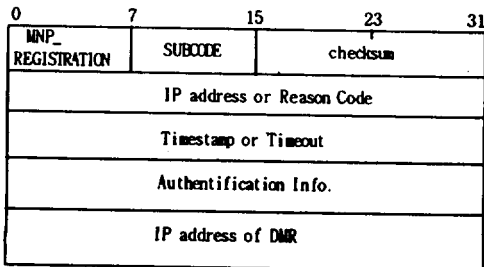 0 7 15 23 31
MNP_
REGISTRATION
SUBCODE
checksum
IP address or Reason Code
Timestamp or Timeout
Authentification Info.
IP address of DMR